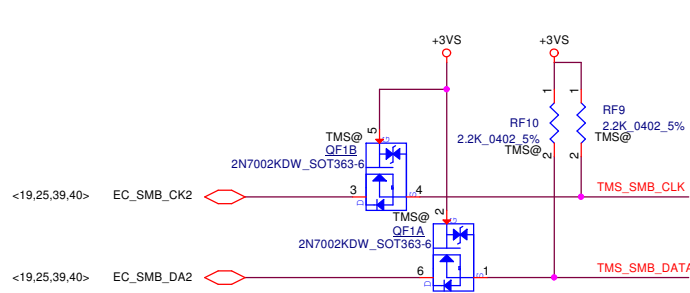 +3VS
+3VS
1
1
5
TMS@
QF1B
2N7002KDW_SOT363-6
G
RF10
2.2K_0402_5%
TMS@
2
RF9
2.2K_0402_5%
TMS@
2
<19,25,39,40> EC_SMB_CK2
3
D
S
4
TMS_SMB_CLK
TMS@
2
G
QF1A
2N7002KDW_SOT363-6
<19,25,39,40> EC_SMB_DA2
6
D
S
1
TMS_SMB_DATA